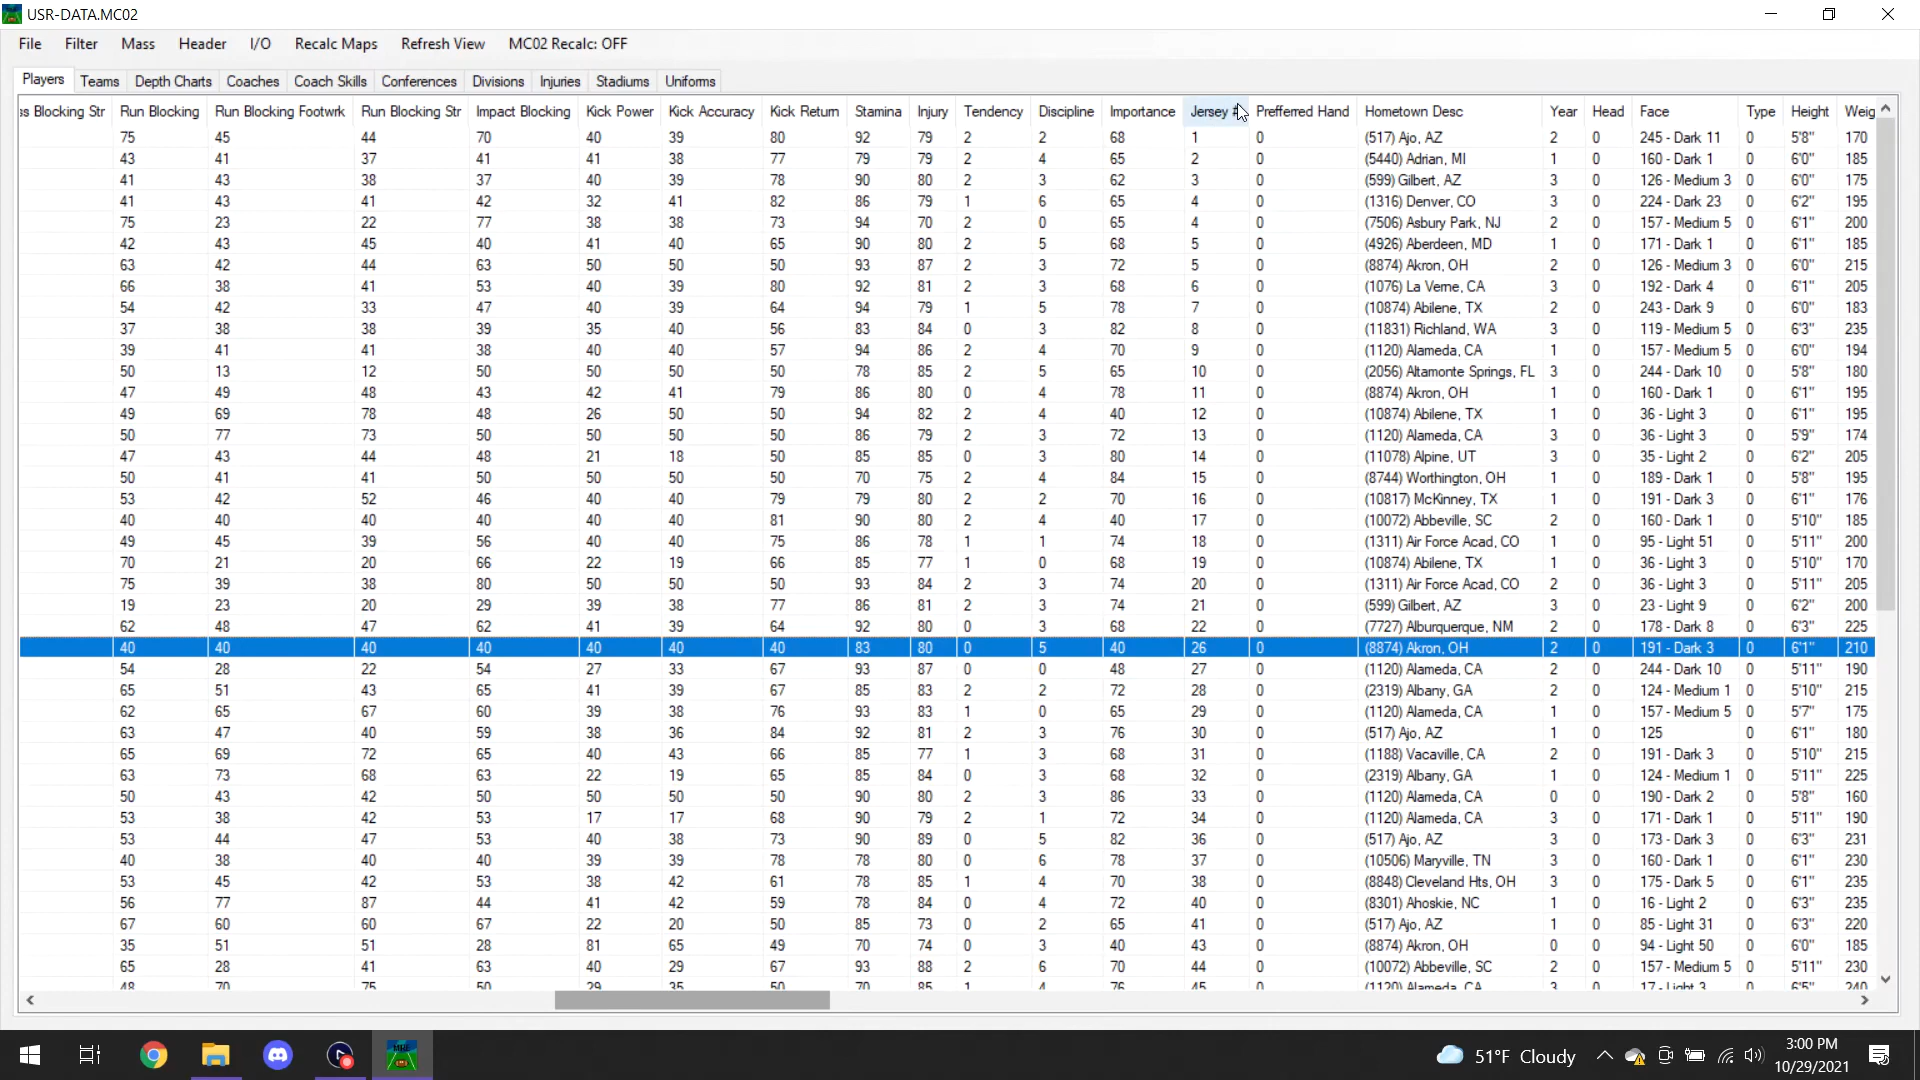 USR-DATA.MC02
File Filter Mass Header I/O Recalc Maps Refresh View MC02 Recalc: OFF
Players Teams Depth Charts Coaches Coach Skills Conferences Divisions Injuries Stadiums Uniforms
ss Blocking Str Run Blocking Run Blocking Footwrk Run Blocking Str Impact Blocking Kick Power Kick Accuracy Kick Return Stamina Injury Tendency Discipline Importance Jersey # Prefferred Hand Hometown Desc Year Head Face Type Height Weig
75 45 44 70 40 39 80 92 79 2 2 68 1 0 (517) Ajo, AZ 2 0 245 - Dark 11 0 5'8" 170
43 41 37 41 41 38 77 79 79 2 4 65 2 0 (5440) Adrian, MI 1 0 160 - Dark 1 0 6'0" 185
41 43 38 37 40 39 78 90 80 2 3 62 3 0 (599) Gilbert, AZ 3 0 126 - Medium 3 0 6'0" 175
41 43 41 42 32 41 82 86 79 1 6 65 4 0 (1316) Denver, CO 3 0 224 - Dark 23 0 6'2" 195
75 23 22 77 38 38 73 94 70 2 0 65 4 0 (7506) Asbury Park, NJ 2 0 157 - Medium 5 0 6'1" 200
42 43 45 40 41 40 65 90 80 2 5 68 5 0 (4926) Aberdeen, MD 1 0 171 - Dark 1 0 6'1" 185
63 42 44 63 50 50 50 93 87 2 3 72 5 0 (8874) Akron, OH 2 0 126 - Medium 3 0 6'0" 215
66 38 41 53 40 39 80 92 81 2 3 68 6 0 (1076) La Verne, CA 3 0 192 - Dark 4 0 6'1" 205
54 42 33 47 40 39 64 94 79 1 5 78 7 0 (10874) Abilene, TX 2 0 243 - Dark 9 0 6'0" 183
37 38 38 39 35 40 56 83 84 0 3 82 8 0 (11831) Richland, WA 3 0 119 - Medium 5 0 6'3" 235
39 41 41 38 40 40 57 94 86 2 4 70 9 0 (1120) Alameda, CA 1 0 157 - Medium 5 0 6'0" 194
50 13 12 50 50 50 50 78 85 2 5 65 10 0 (2056) Altamonte Springs, FL 3 0 244 - Dark 10 0 5'8" 180
47 49 48 43 42 41 79 86 80 0 4 78 11 0 (8874) Akron, OH 1 0 160 - Dark 1 0 6'1" 195
49 69 78 48 26 50 50 94 82 2 4 40 12 0 (10874) Abilene, TX 1 0 36 - Light 3 0 6'1" 195
50 77 73 50 50 50 50 86 79 2 3 72 13 0 (1120) Alameda, CA 3 0 36 - Light 3 0 5'9" 174
47 43 44 48 21 18 50 85 85 0 3 80 14 0 (11078) Alpine, UT 3 0 35 - Light 2 0 6'2" 205
50 41 41 50 50 50 50 70 75 2 4 84 15 0 (8744) Worthington, OH 1 0 189 - Dark 1 0 5'8" 195
53 42 52 46 40 40 79 79 80 2 2 70 16 0 (10817) McKinney, TX 1 0 191 - Dark 3 0 6'1" 176
40 40 40 40 40 40 81 90 80 2 4 40 17 0 (10072) Abbeville, SC 2 0 160 - Dark 1 0 5'10" 185
49 45 39 56 40 40 75 86 78 1 1 74 18 0 (1311) Air Force Acad, CO 1 0 95 - Light 51 0 5'11" 200
70 21 20 66 22 19 66 85 77 1 0 68 19 0 (10874) Abilene, TX 1 0 36 - Light 3 0 5'10" 170
75 39 38 80 50 50 50 93 84 2 3 74 20 0 (1311) Air Force Acad, CO 2 0 36 - Light 3 0 5'11" 205
19 23 20 29 39 38 77 86 81 2 3 74 21 0 (599) Gilbert, AZ 3 0 23 - Light 9 0 6'2" 200
62 48 47 62 41 39 64 92 80 0 3 68 22 0 (7727) Alburquerque, NM 2 0 178 - Dark 8 0 6'3" 225
40 40 40 40 40 40 40 83 80 0 5 40 26 0 (8874) Akron, OH 2 0 191 - Dark 3 0 6'1" 210
54 28 22 54 27 33 67 93 87 0 0 48 27 0 (1120) Alameda, CA 2 0 244 - Dark 10 0 5'11" 190
65 51 43 65 41 39 67 85 83 2 2 72 28 0 (2319) Albany, GA 2 0 124 - Medium 1 0 5'10" 215
62 65 67 60 39 38 76 93 83 1 0 65 29 0 (1120) Alameda, CA 2 0 157 - Medium 5 0 5'7" 175
63 47 40 59 38 36 84 92 81 2 3 76 30 0 (517) Ajo, AZ 1 0 125 0 6'1" 180
65 69 72 65 40 43 66 85 77 1 3 68 31 0 (1188) Vacaville, CA 2 0 191 - Dark 3 0 5'10" 215
63 73 68 63 22 19 65 85 84 0 3 68 32 0 (2319) Albany, GA 1 0 124 - Medium 1 0 5'11" 225
50 43 42 50 50 50 50 90 80 2 3 86 33 0 (1120) Alameda, CA 0 0 190 - Dark 2 0 5'8" 160
53 38 42 53 17 17 68 90 79 2 1 72 34 0 (1120) Alameda, CA 3 0 171 - Dark 1 0 5'11" 190
53 44 47 53 40 38 73 90 89 0 5 82 36 0 (517) Ajo, AZ 3 0 173 - Dark 3 0 6'3" 231
40 38 40 40 39 39 78 78 80 0 6 78 37 0 (10506) Maryville, TN 3 0 160 - Dark 1 0 6'1" 230
53 45 42 53 38 42 61 78 85 1 4 70 38 0 (8848) Cleveland Hts, OH 3 0 175 - Dark 5 0 6'1" 235
56 77 87 44 41 42 59 78 84 0 4 72 40 0 (8301) Ahoskie, NC 1 0 16 - Light 2 0 6'3" 235
67 60 60 67 22 20 50 85 73 0 2 65 41 0 (517) Ajo, AZ 1 0 85 - Light 31 0 6'3" 220
35 51 51 28 81 65 49 70 74 0 3 40 43 0 (8874) Akron, OH 0 0 94 - Light 50 0 6'0" 185
65 28 41 63 40 29 67 93 88 2 6 70 44 0 (10072) Abbeville, SC 2 0 157 - Medium 5 0 5'11" 230
48 70 75 50 29 35 50 70 85 1 4 76 45 0 (1120) Alameda, CA 3 0 17 - Light 3 0 6'5" 240
51°F Cloudy
3:00 PM
10/29/2021